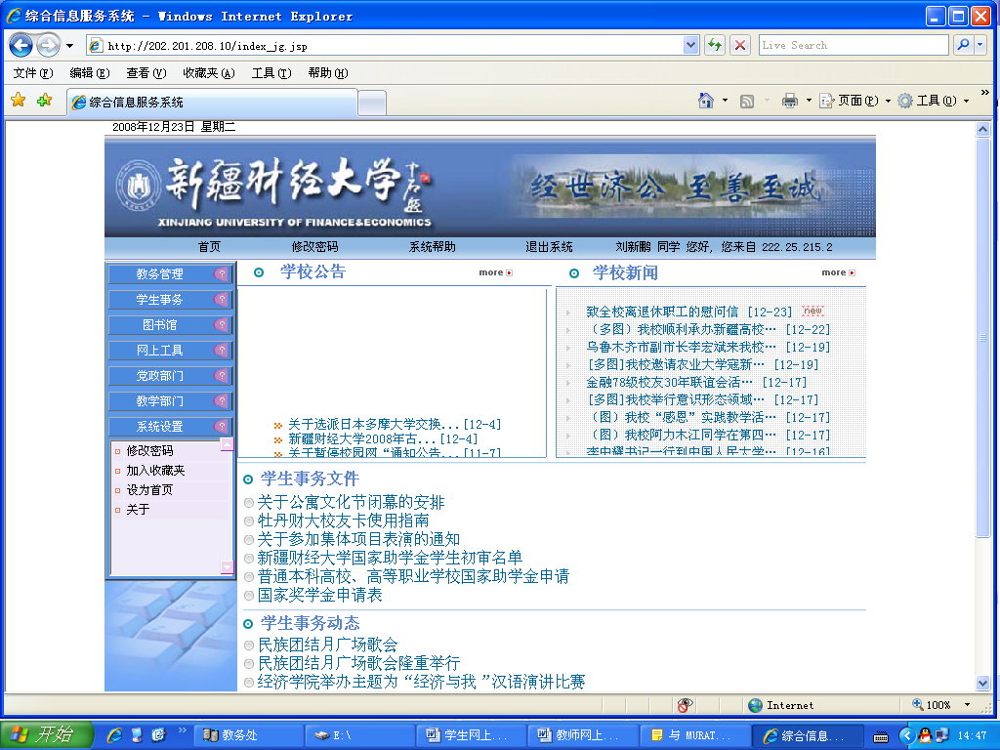 综合信息服务系统 - Windows Internet Explorer
http://202.201.208.10/index_jg.jsp
Live Search
文件(F) 编辑(E) 查看(V) 收藏夹(A) 工具(T) 帮助(H)
综合信息服务系统
页面(P) 工具(O)
2008年12月23日 星期二
新疆财经大学
XINJIANG UNIVERSITY OF FINANCE&ECONOMICS
经世济公 至善至诚
首页 修改密码 系统帮助 退出系统 刘新鹏 同学 您好, 您来自 222.25.215.2
教务管理
学生事务
图书馆
网上工具
党政部门
教学部门
系统设置
修改密码
加入收藏夹
设为首页
关于
学校公告 more
关于选派日本多摩大学交换...[12-4]
新疆财经大学2008年古...[12-4]
关于暂停校园网“通知公告...[11-7]
学校新闻 more
致全校离退休职工的慰问信 [12-23] new
（多图）我校顺利承办新疆高校… [12-22]
乌鲁木齐市副市长李宏斌来我校… [12-19]
[多图]我校邀请农业大学寇新… [12-19]
金融78级校友30年联谊会活… [12-17]
[多图]我校举行意识形态领域… [12-17]
（图）我校“感恩”实践教学活… [12-17]
（图）我校阿力木江同学在第四… [12-17]
李中耀书记一行到中国人民大学… [12-16]
学生事务文件
关于公寓文化节闭幕的安排
牡丹财大校友卡使用指南
关于参加集体项目表演的通知
新疆财经大学国家助学金学生初审名单
普通本科高校、高等职业学校国家助学金申请
国家奖学金申请表
学生事务动态
民族团结月广场歌会
民族团结月广场歌会隆重举行
经济学院举办主题为“经济与我 ”汉语演讲比赛
Internet 100%
开始 教务处 E:\ 学生网上... 教师网上... 与 MURAT... 综合信息... 14:47